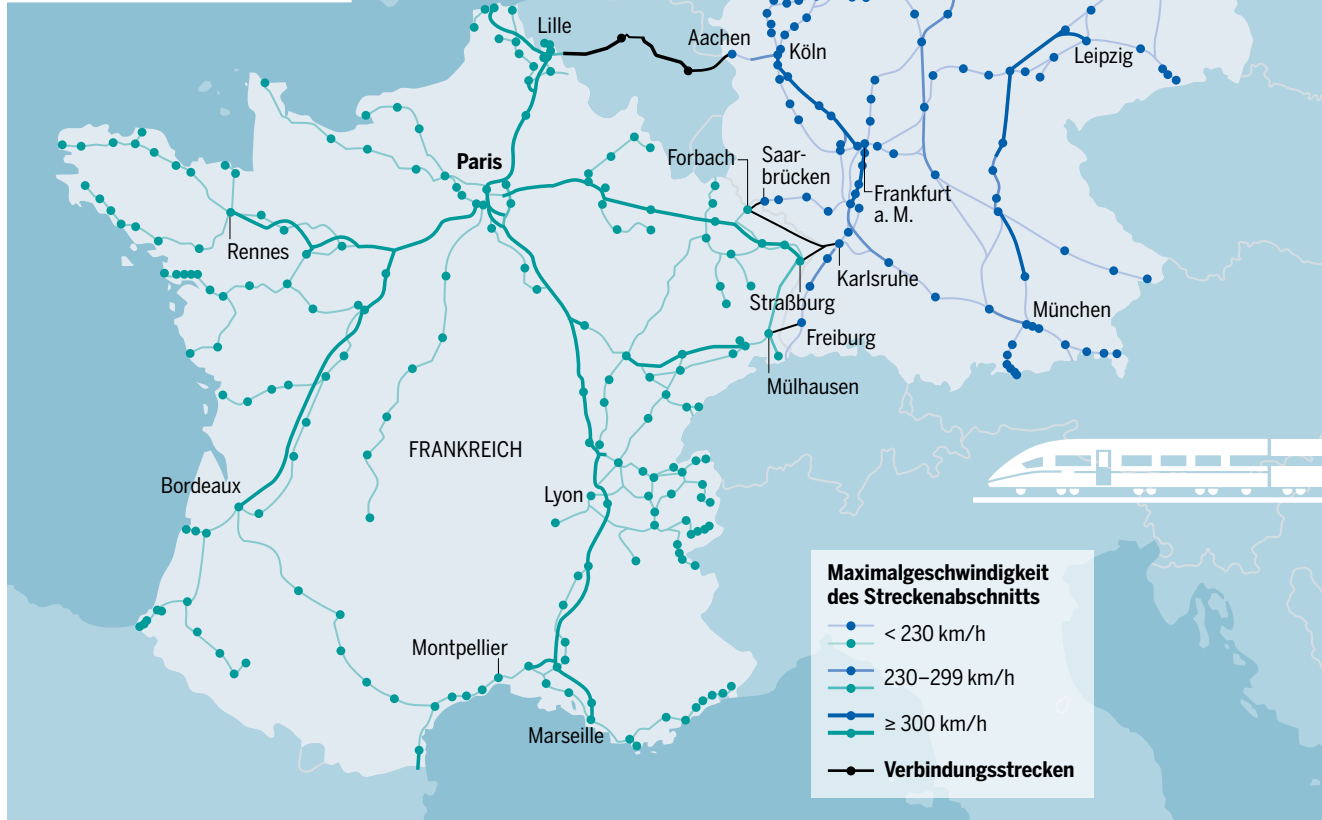 Lille
Aachen
Köln
Leipzig
Paris
Forbach
Saar-
brücken
Frankfurt
a. M.
Rennes
Karlsruhe
Straßburg
München
Freiburg
Mülhausen
FRANKREICH
Bordeaux
Lyon
Montpellier
Marseille
Maximalgeschwindigkeit
des Streckenabschnitts
< 230 km/h
230–299 km/h
≥ 300 km/h
Verbindungsstrecken